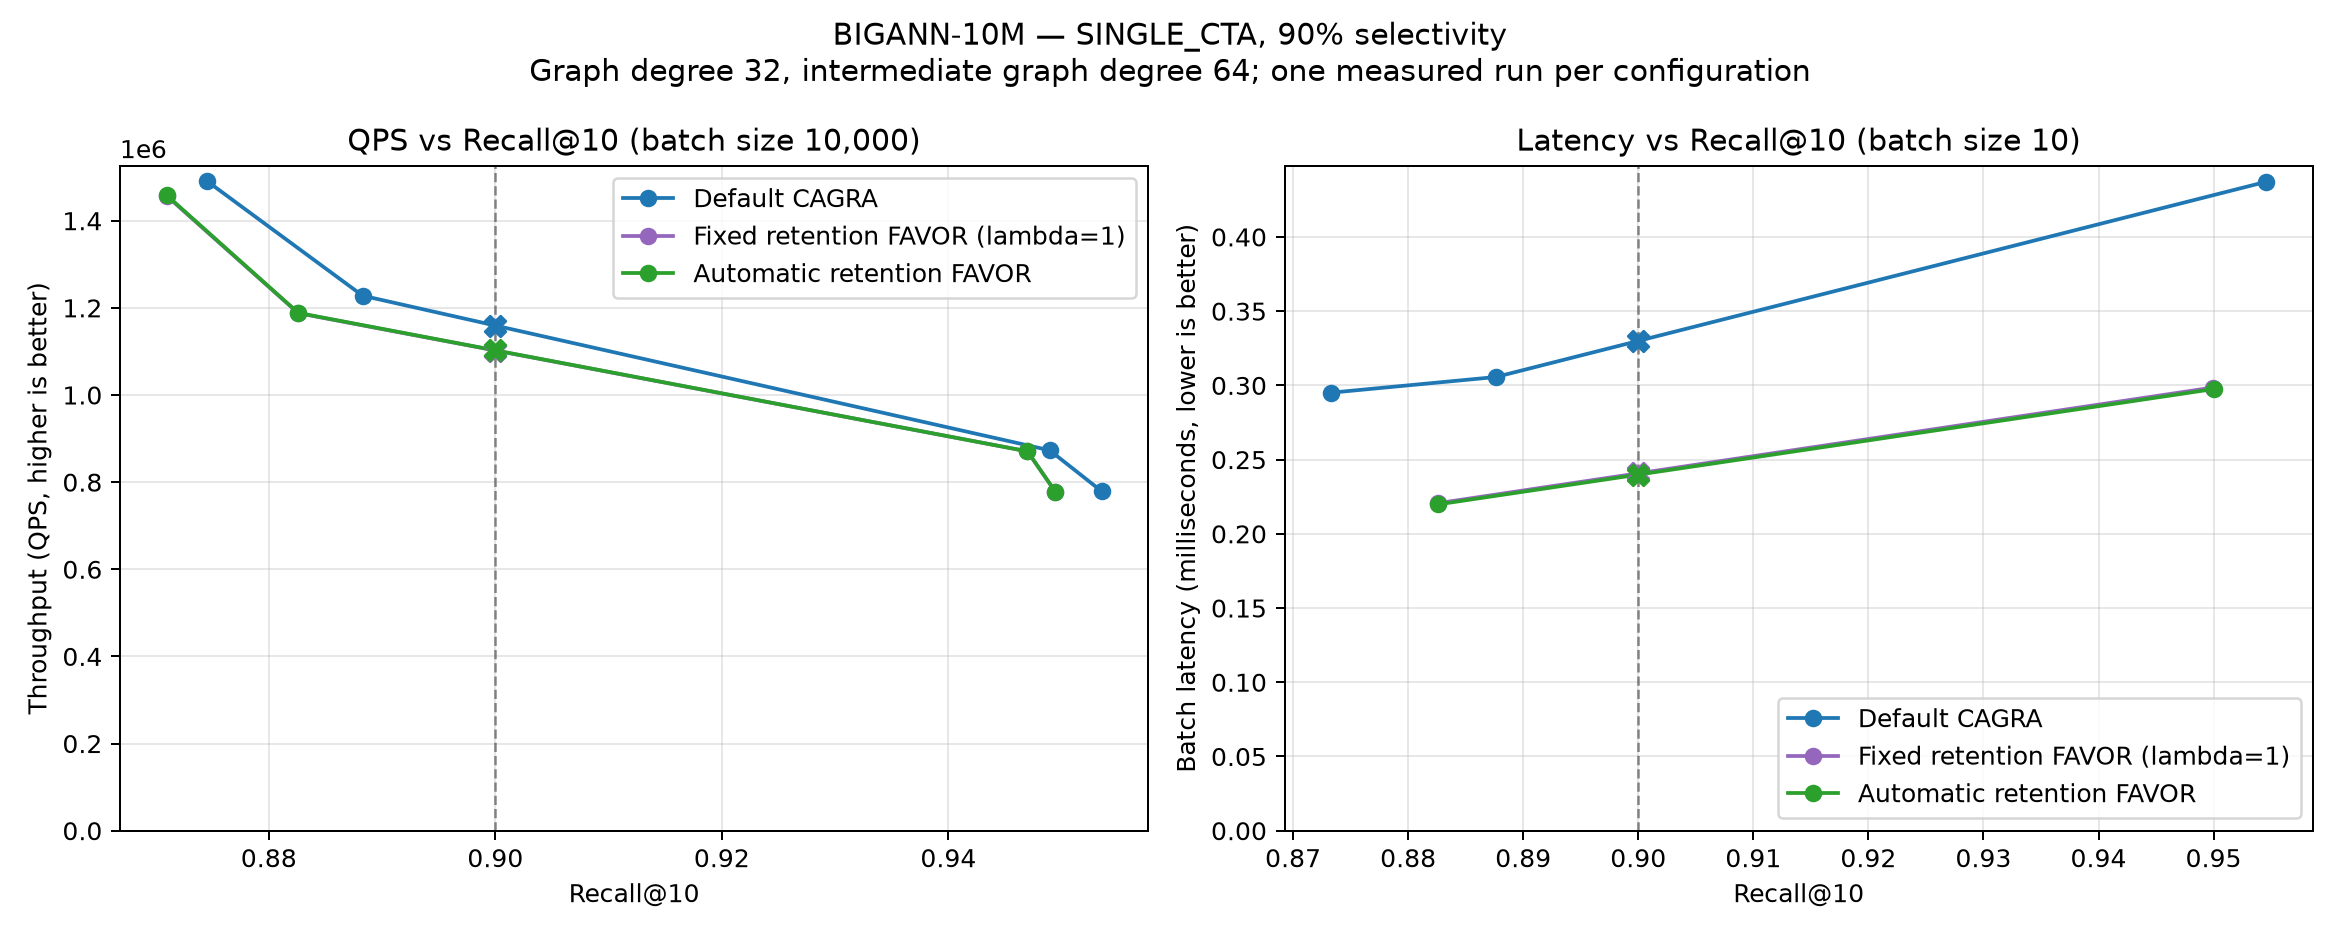 BIGANN-10M — SINGLE_CTA, 90% selectivity
Graph degree 32, intermediate graph degree 64; one measured run per configuration
QPS vs Recall@10 (batch size 10,000)
1e6
Throughput (QPS, higher is better)
1.4
1.2
1.0
0.8
0.6
0.4
0.2
0.0
Default CAGRA
Fixed retention FAVOR (lambda=1)
Automatic retention FAVOR
0.88
0.90
0.92
0.94
Recall@10
Latency vs Recall@10 (batch size 10)
Batch latency (milliseconds, lower is better)
0.40
0.35
0.30
0.25
0.20
0.15
0.10
0.05
0.00
Default CAGRA
Fixed retention FAVOR (lambda=1)
Automatic retention FAVOR
0.87
0.88
0.89
0.90
0.91
0.92
0.93
0.94
0.95
Recall@10